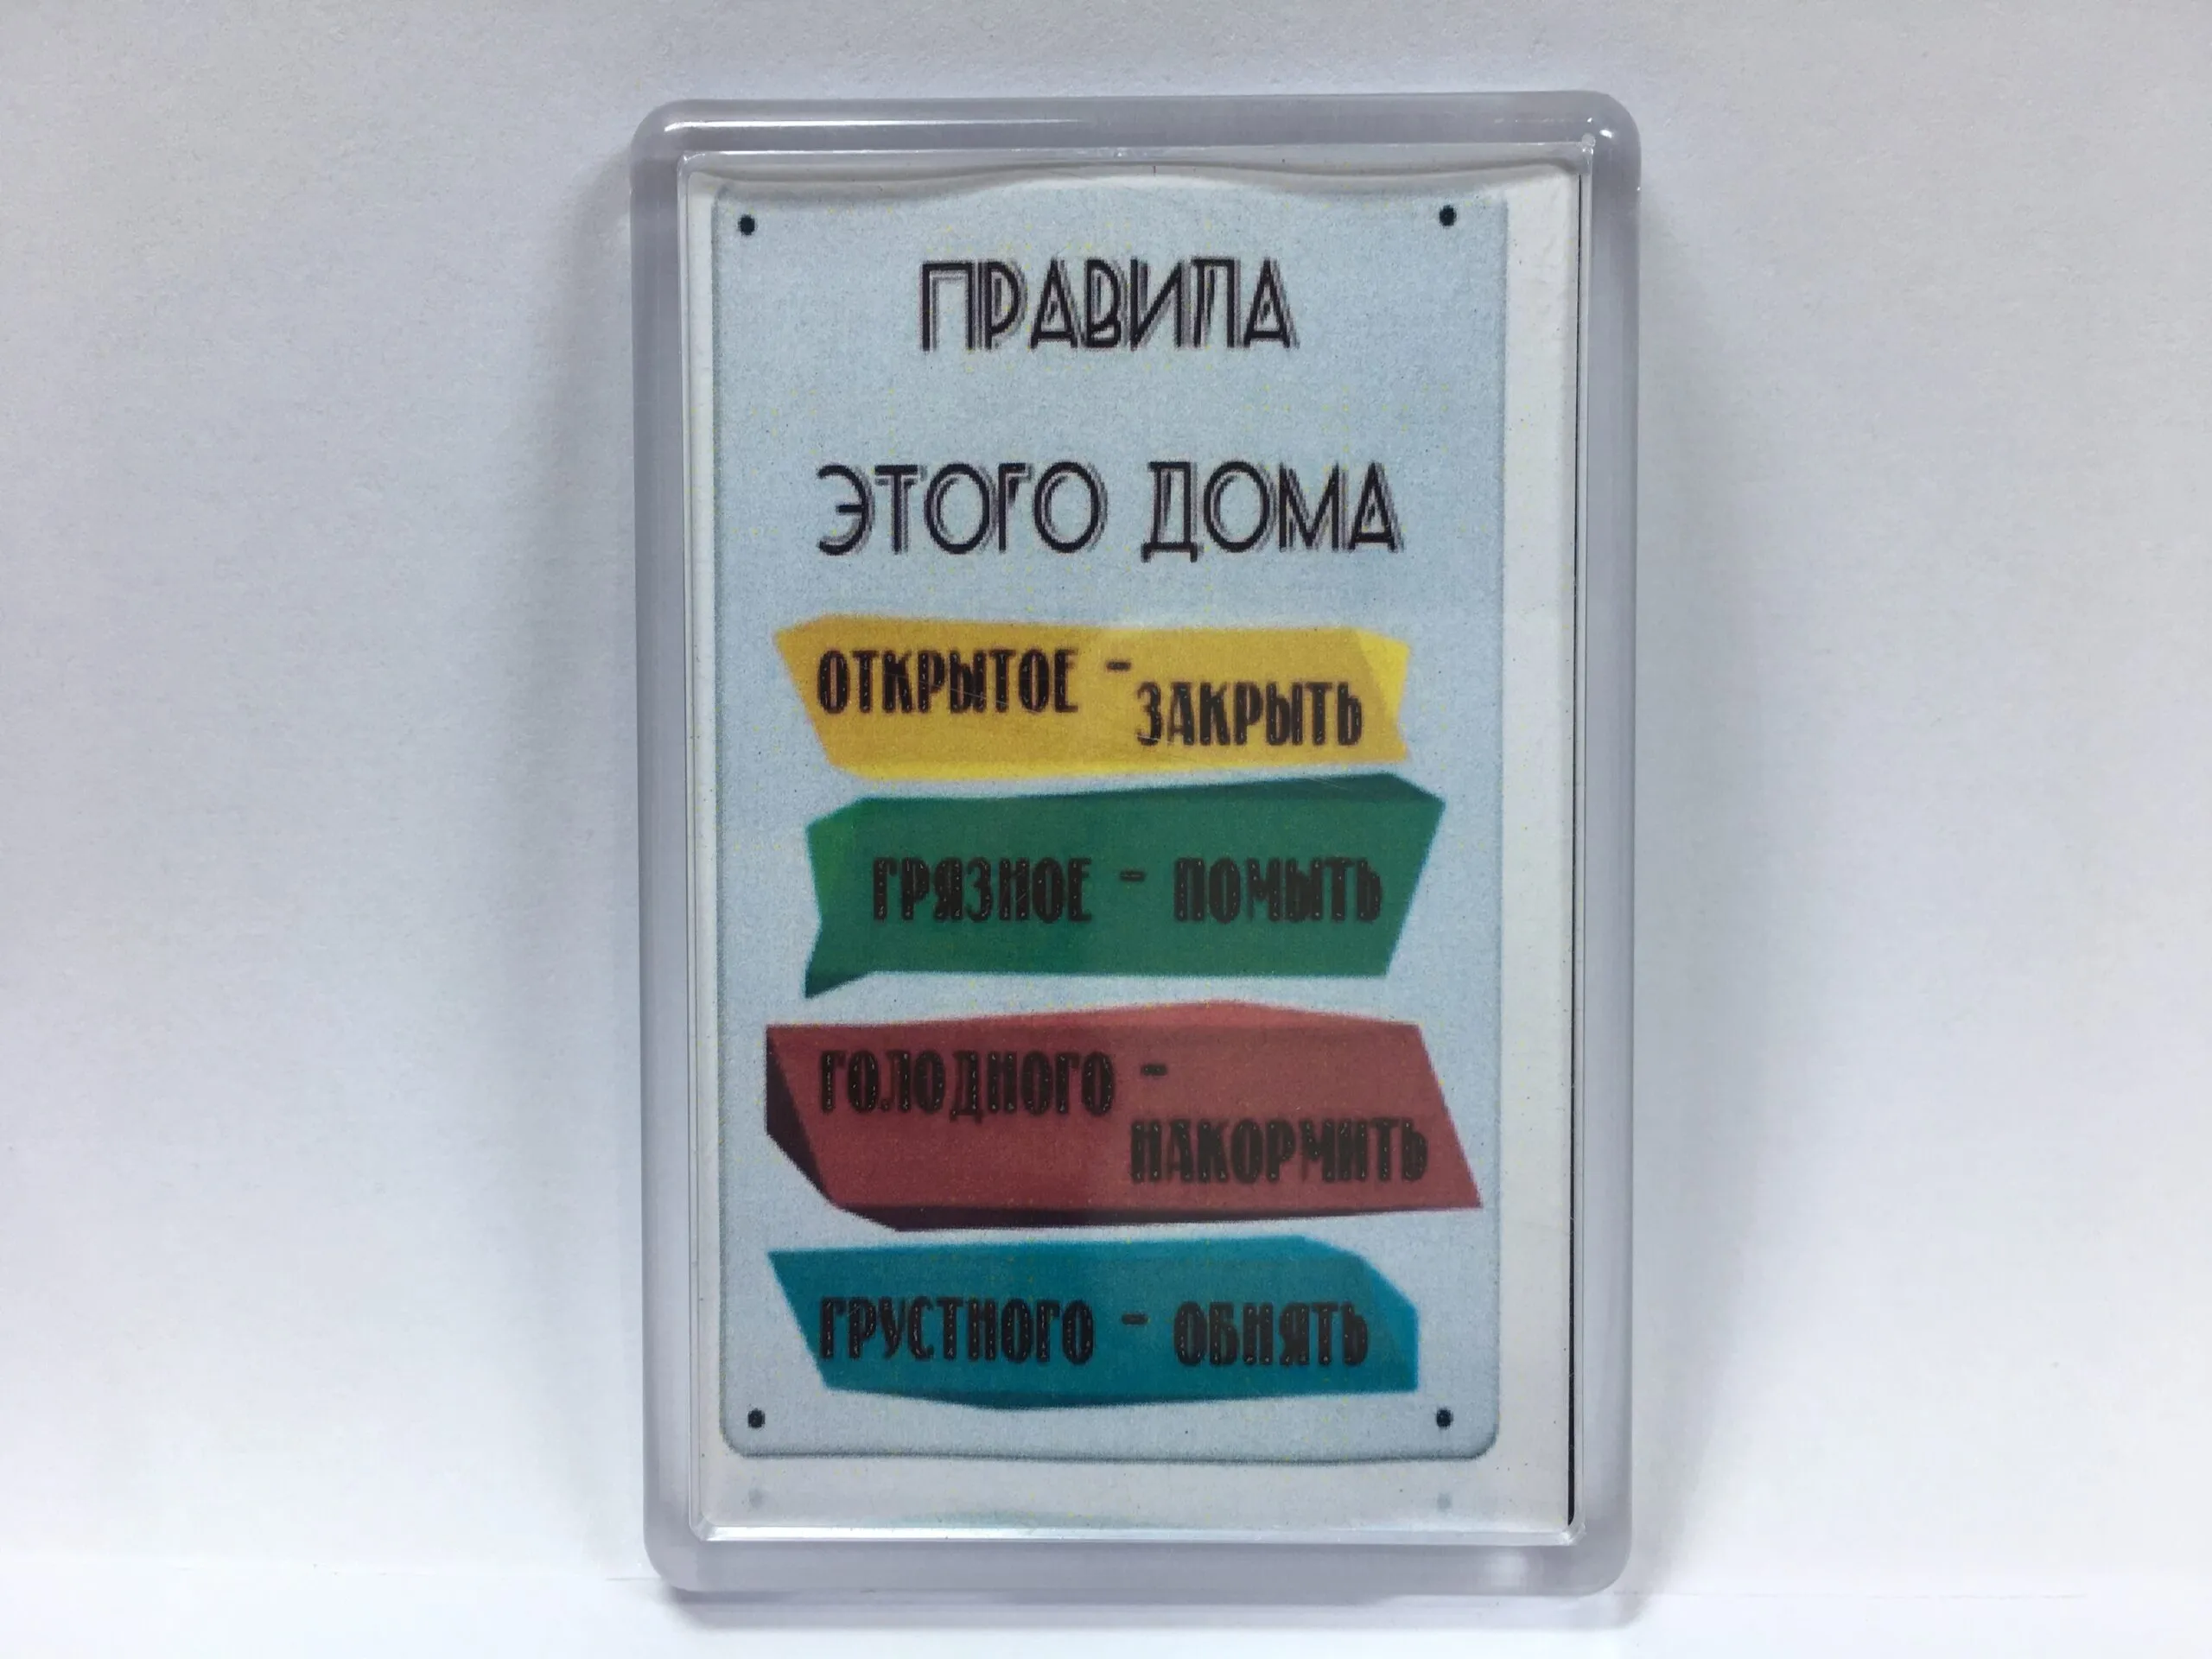 ПРАВИЛА
ЭТОГО ДОМА
ОТКРЫТОЕ -
ЗАКРЫТЬ
ГРЯЗНОЕ - ПОМЫТЬ
ГОЛОДНОГО -
НАКОРМИТЬ
ГРУСТНОГО - ОБНЯТЬ